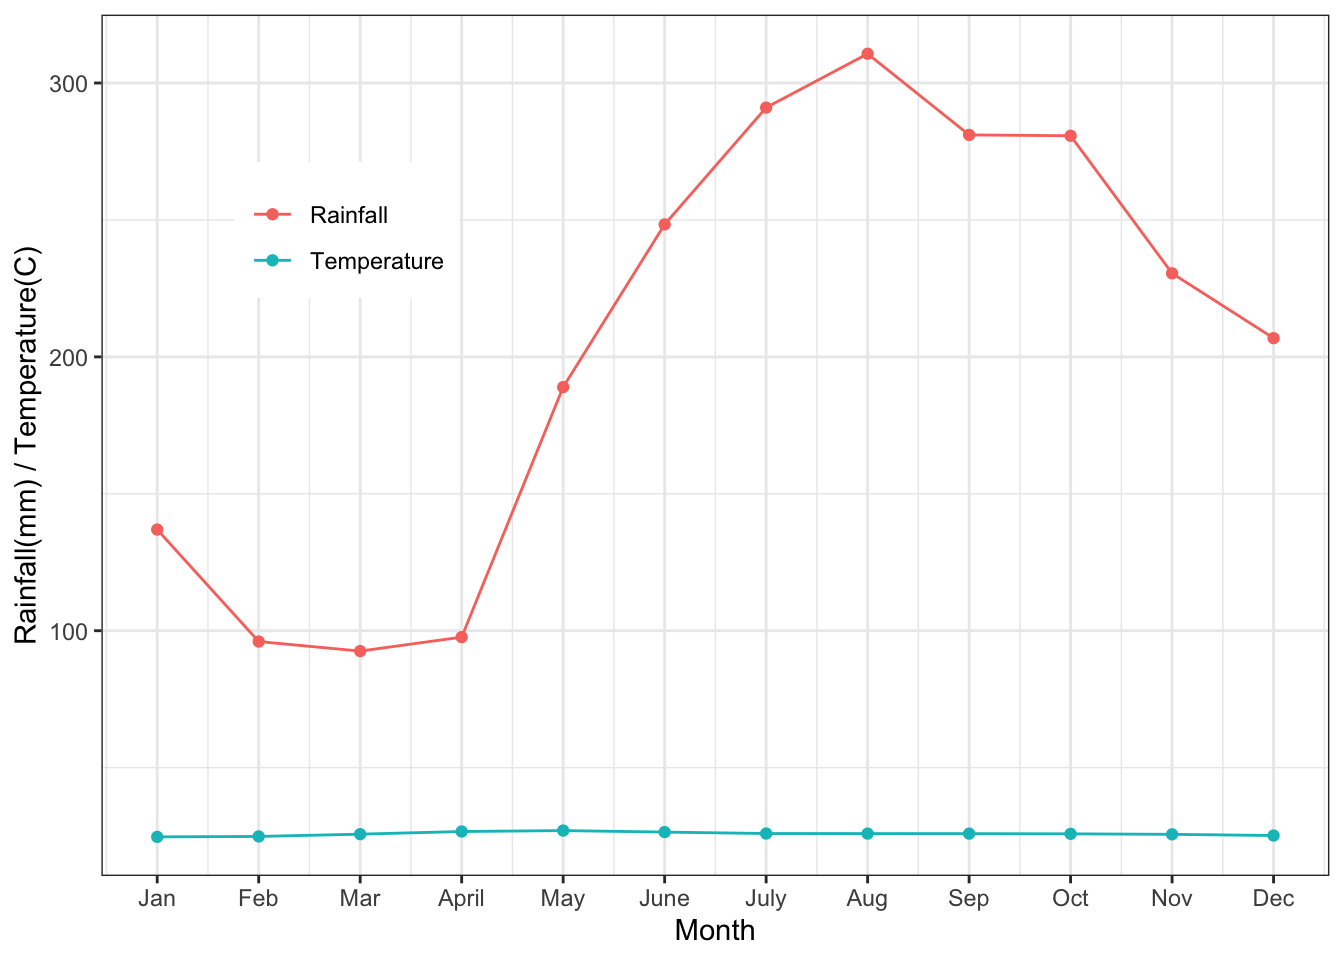 300
200
100
Rainfall(mm) / Temperature(C)
Rainfall
Temperature
Jan Feb Mar April May June July Aug Sep Oct Nov Dec
Month